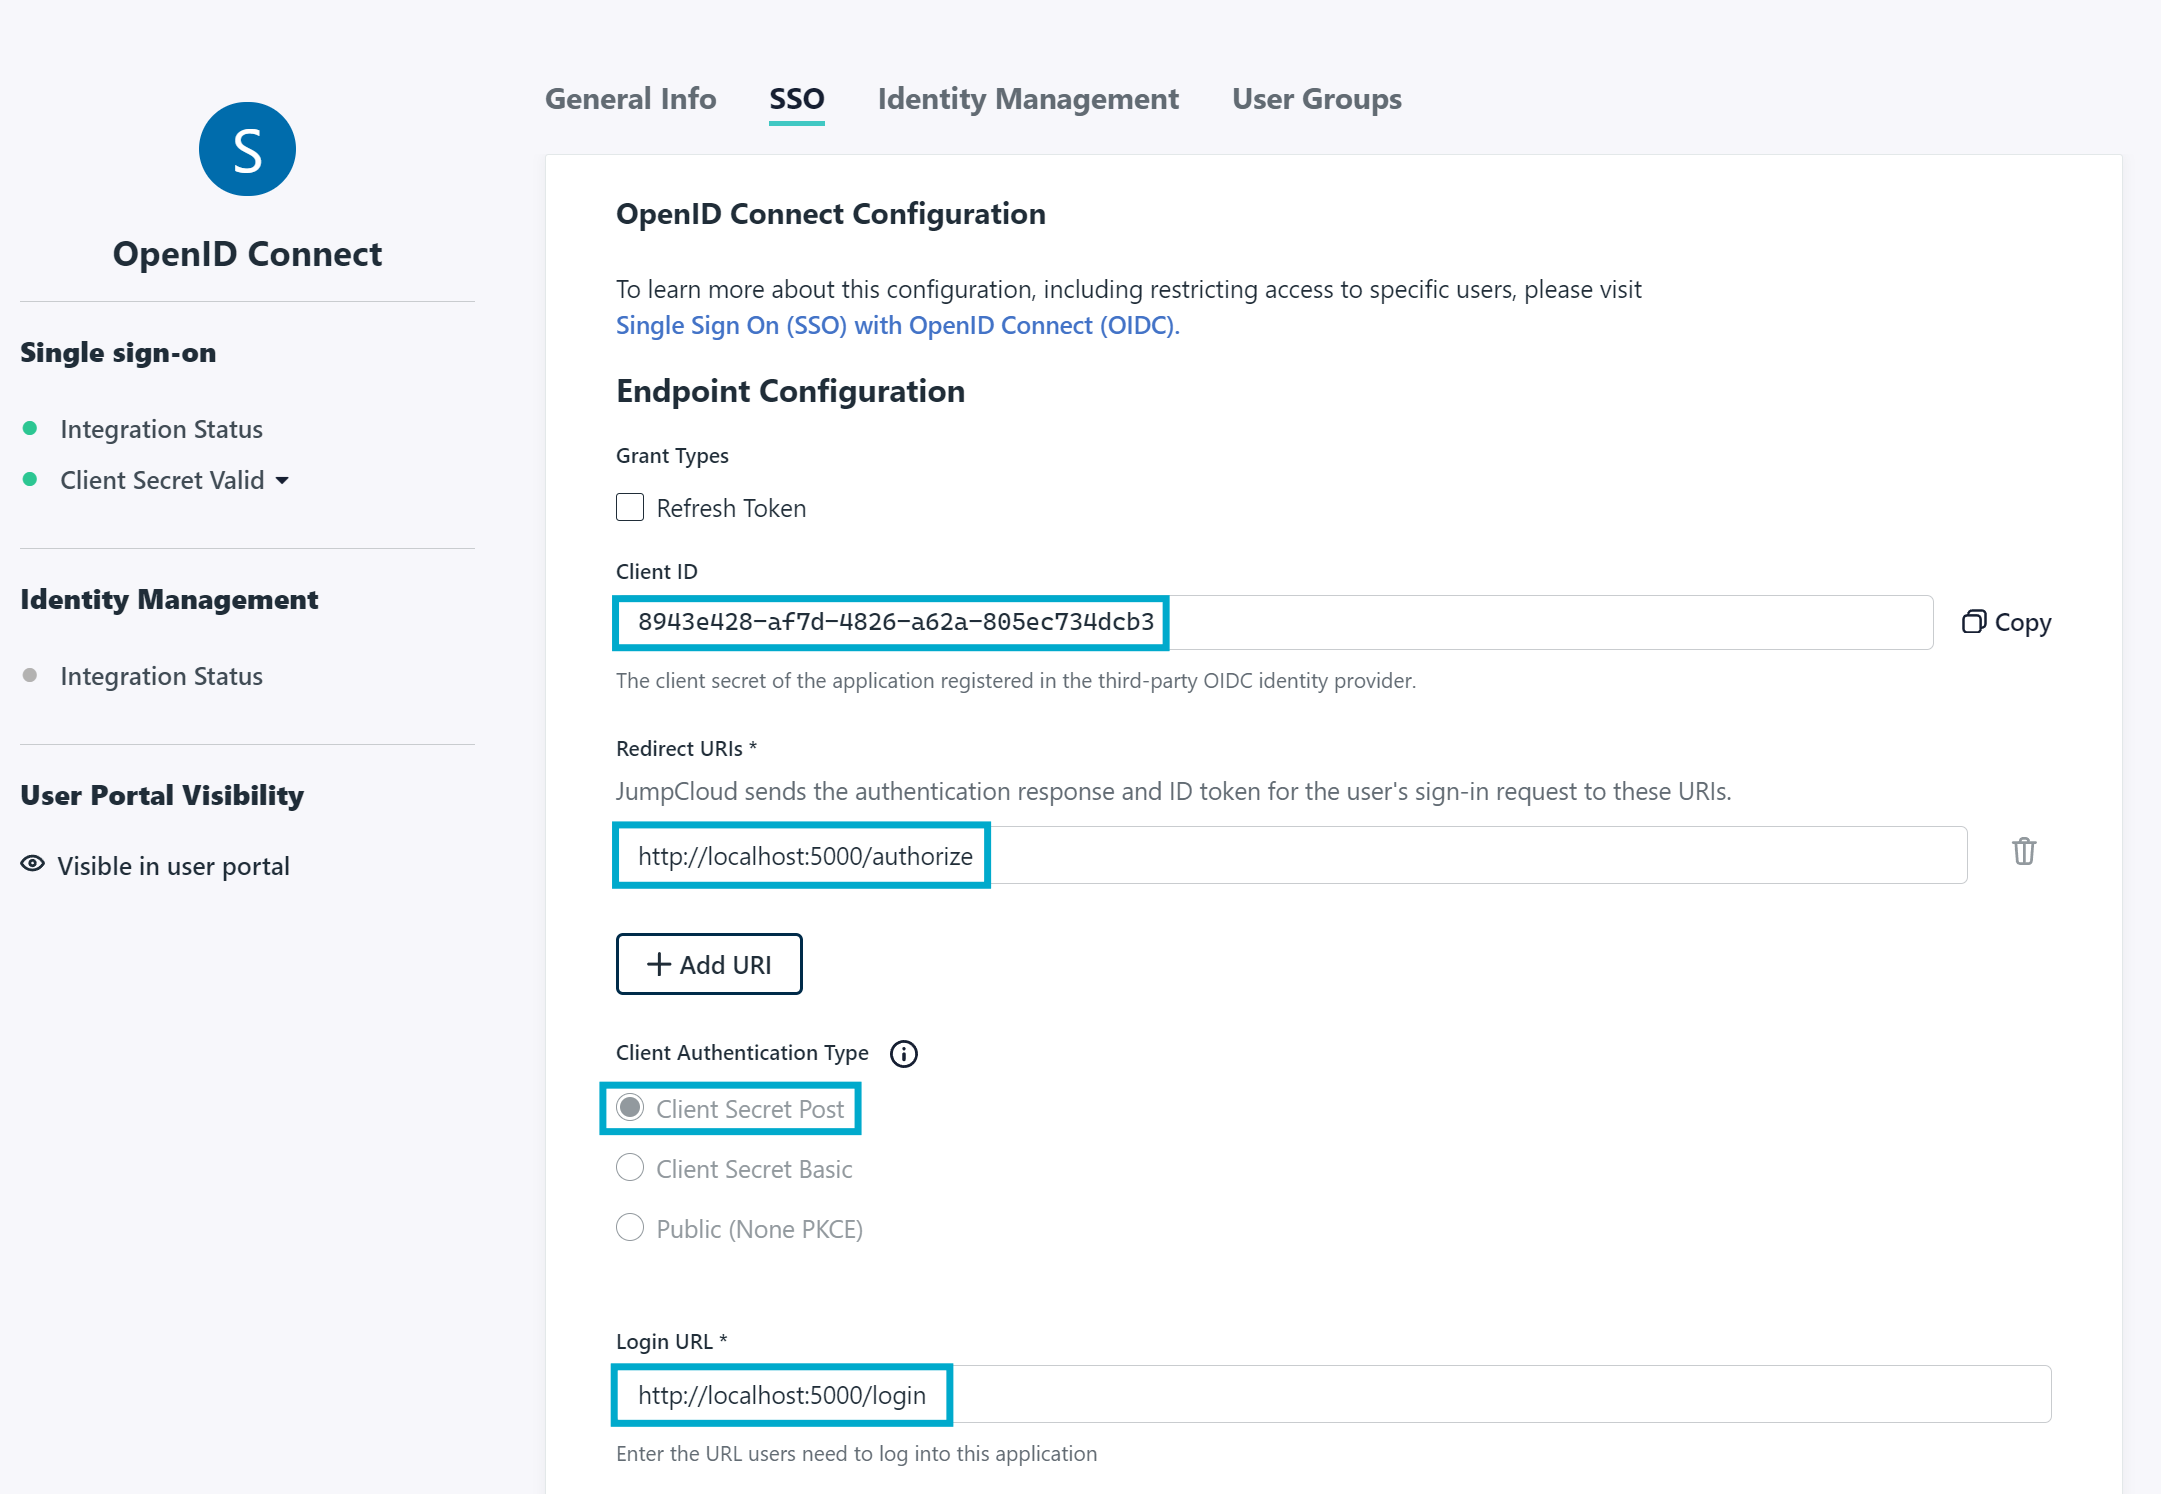 General Info
SSO
Identity Management
User Groups
S
OpenID Connect
Single sign-on
Integration Status
Client Secret Valid
Identity Management
Integration Status
User Portal Visibility
Visible in user portal
OpenID Connect Configuration
To learn more about this configuration, including restricting access to specific users, please visit
Single Sign On (SSO) with OpenID Connect (OIDC).
Endpoint Configuration
Grant Types
Refresh Token
Client ID
8943e428-af7d-4826-a62a-805ec734dcb3
Copy
The client secret of the application registered in the third-party OIDC identity provider.
Redirect URIs *
JumpCloud sends the authentication response and ID token for the user's sign-in request to these URIs.
http://localhost:5000/authorize
Add URI
Client Authentication Type
Client Secret Post
Client Secret Basic
Public (None PKCE)
Login URL *
http://localhost:5000/login
Enter the URL users need to log into this application